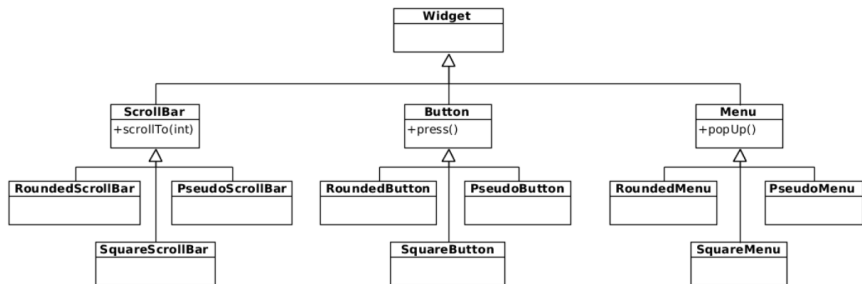 Widget
ScrollBar
+scrollTo(int)
Button
+press()
Menu
+popUp()
RoundedScrollBar
PseudoScrollBar
RoundedButton
PseudoButton
RoundedMenu
PseudoMenu
SquareScrollBar
SquareButton
SquareMenu